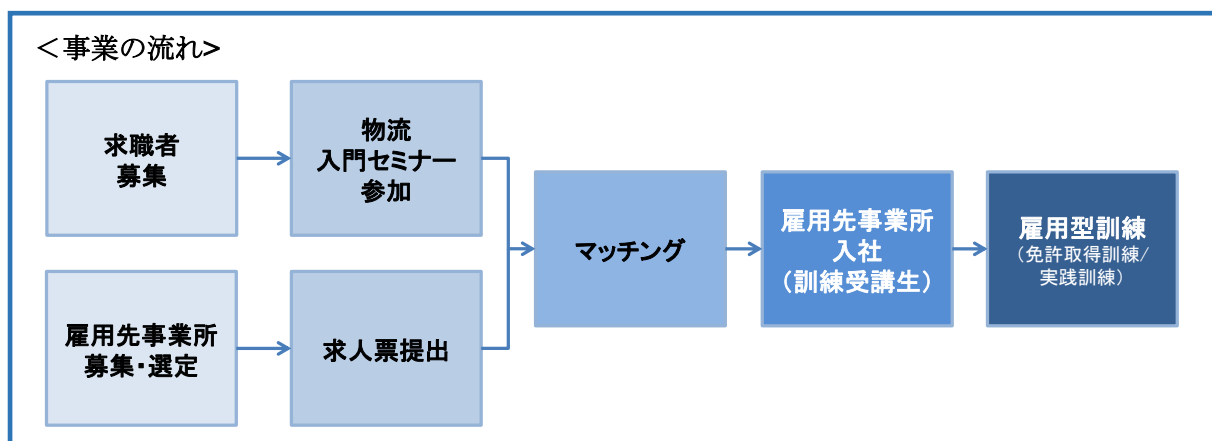 ＜事業の流れ>
求職者
募集
物流
入門セミナー
参加
雇用先事業所
募集・選定
求人票提出
マッチング
雇用先事業所
入社
（訓練受講生）
雇用型訓練
（免許取得訓練/
実践訓練）